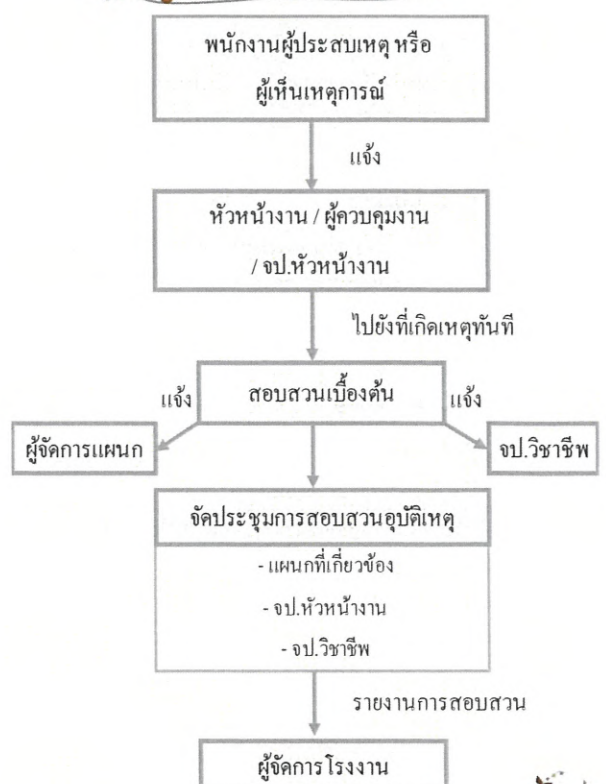 พนักงานผู้ประสบเหตุ หรือ
ผู้เห็นเหตุการณ์
แจ้ง
หัวหน้างาน / ผู้ควบคุมงาน
/ จป.หัวหน้างาน
ไปยังที่เกิดเหตุทันที
แจ้ง
สอบสวนเบื้องต้น
แจ้ง
ผู้จัดการแผนก
จป.วิชาชีพ
จัดประชุมการสอบสวนอุบัติเหตุ
- แผนกที่เกี่ยวข้อง
- จป.หัวหน้างาน
- จป.วิชาชีพ
รายงานการสอบสวน
ผู้จัดการโรงงาน